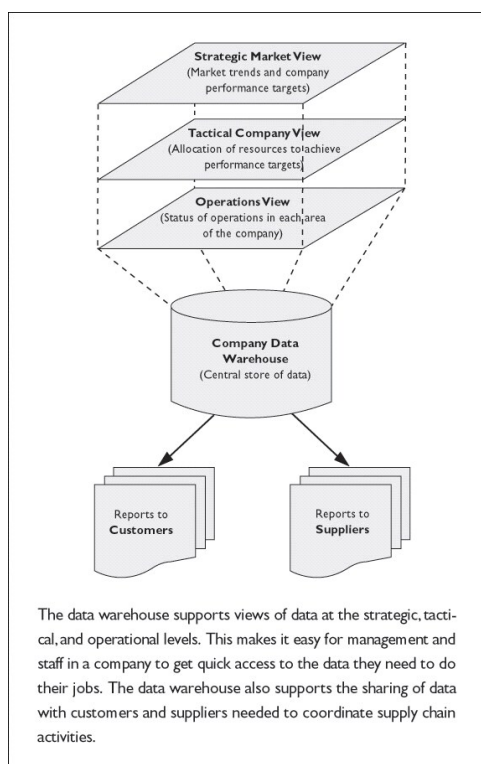 Strategic Market View
(Market trends and company
performance targets)
Tactical Company View
(Allocation of resources to achieve
performance targets)
Operations View
(Status of operations in each area
of the company)
Company Data
Warehouse
(Central store of data)
Reports to
Customers
Reports to
Suppliers
The data warehouse supports views of data at the strategic, tacti-
cal, and operational levels. This makes it easy for management and
staff in a company to get quick access to the data they need to do
their jobs. The data warehouse also supports the sharing of data
with customers and suppliers needed to coordinate supply chain
activities.